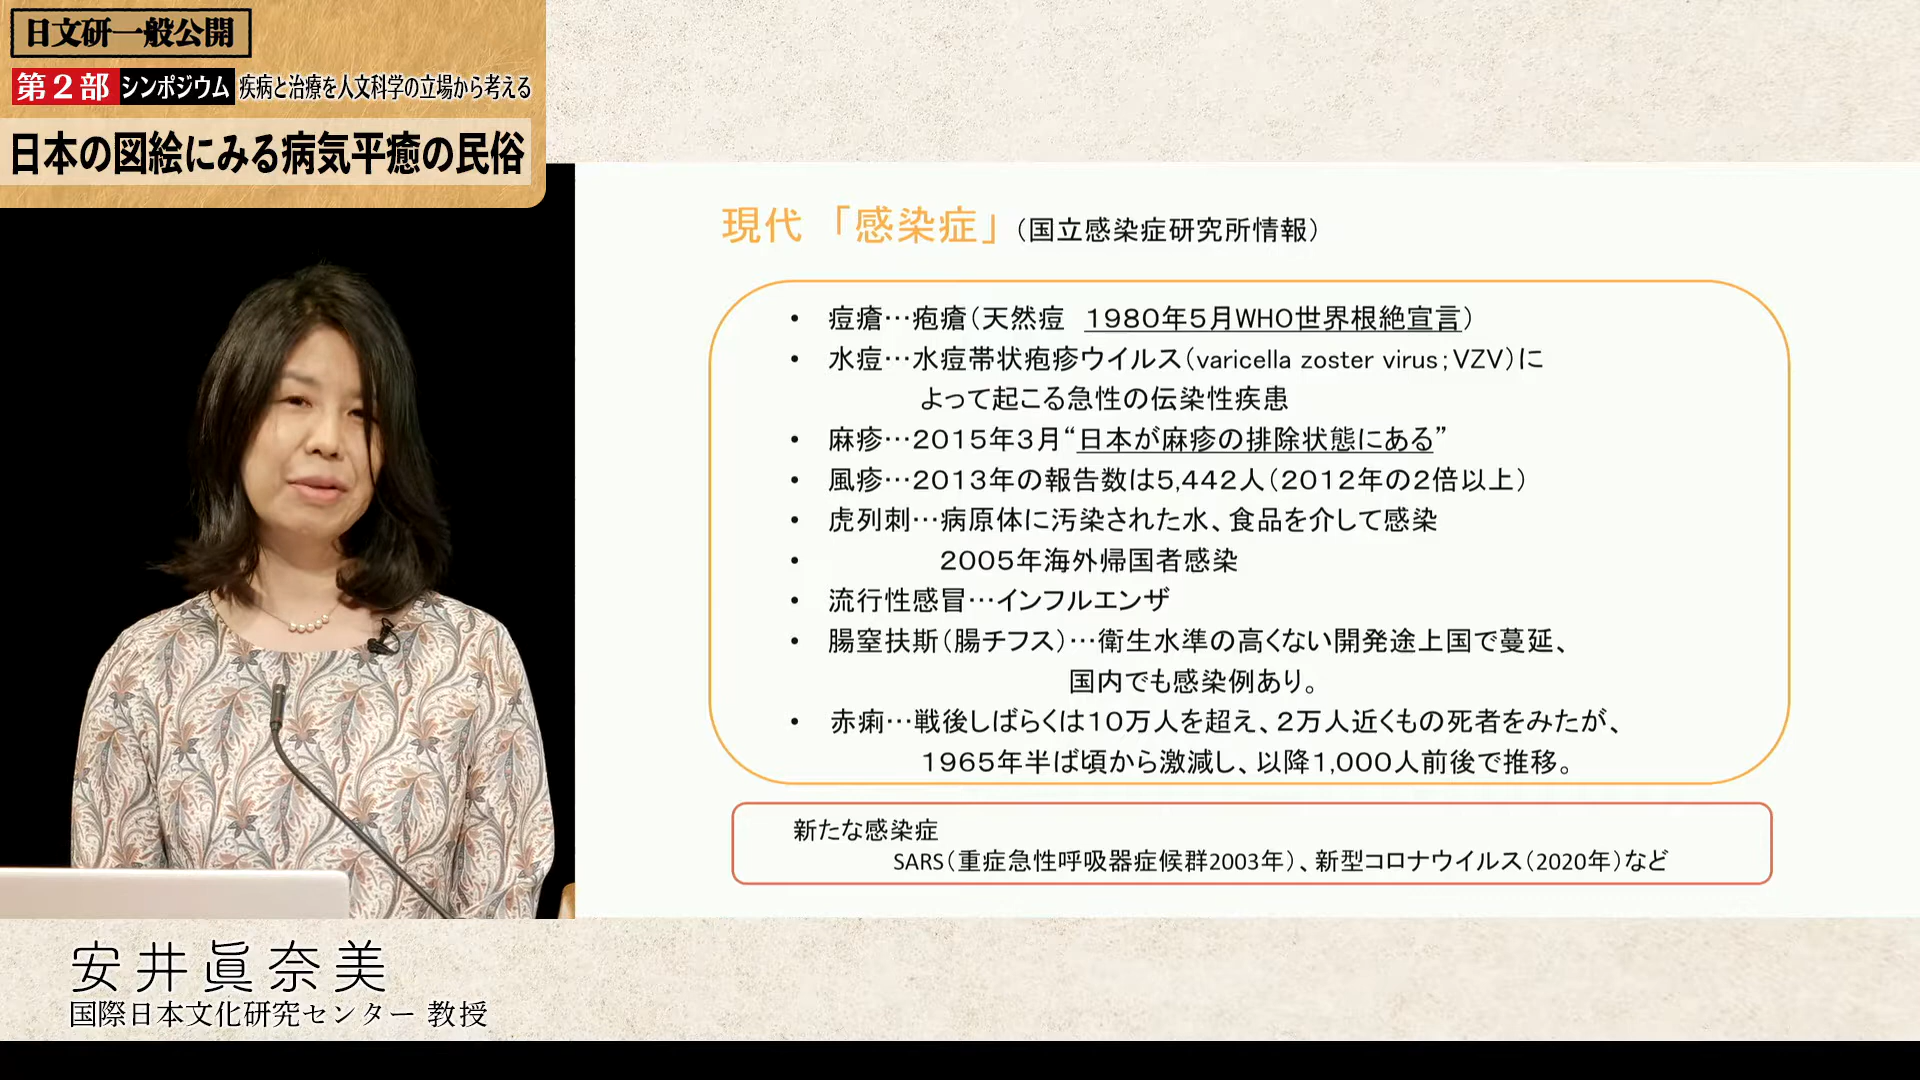 日文研一般公開
第2部 シンポジウム 疾病と治療を人文科学の立場から考える
日本の図絵にみる病気平癒の民俗
現代「感染症」（国立感染症研究所情報）
• 痘瘡…疱瘡（天然痘　1980年5月WHO世界根絶宣言）
• 水痘…水痘帯状疱疹ウイルス（varicella zoster virus；VZV）に
よって起こる急性の伝染性疾患
• 麻疹…2015年3月“日本が麻疹の排除状態にある”
• 風疹…2013年の報告数は5,442人（2012年の2倍以上）
• 虎列刺…病原体に汚染された水、食品を介して感染
• 2005年海外帰国者感染
• 流行性感冒…インフルエンザ
• 腸窒扶斯（腸チフス）…衛生水準の高くない開発途上国で蔓延、
国内でも感染例あり。
• 赤痢…戦後しばらくは10万人を超え、2万人近くもの死者をみたが、
1965年半ば頃から激減し、以降1,000人前後で推移。
新たな感染症
SARS（重症急性呼吸器症候群2003年）、新型コロナウイルス（2020年）など
安井眞奈美
国際日本文化研究センター 教授